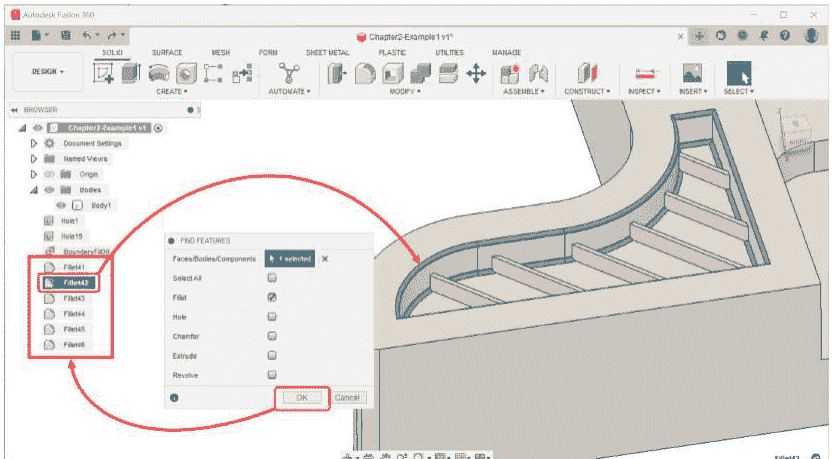 Autodesk Fusion 360
Chapter2-Example1 v1*
SOLID SURFACE MESH FORM SHEET METAL PLASTIC UTILITIES MANAGE
DESIGN
CREATE AUTOMATE MODIFY ASSEMBLE CONSTRUCT INSPECT INSERT SELECT
BROWSER
Chapter2-Example1 v1
Document Settings
Named Views
Origin
Bodies
Body1
Hole1
Hole15
Fillet41
Fillet42
Fillet43
Fillet44
Fillet45
Fillet46
FIND FEATURES
Faces/Bodies/Components 1 selected
Select All
Fillet
Hole
Chamfer
Extrude
Revolve
OK Cancel
Fillet42